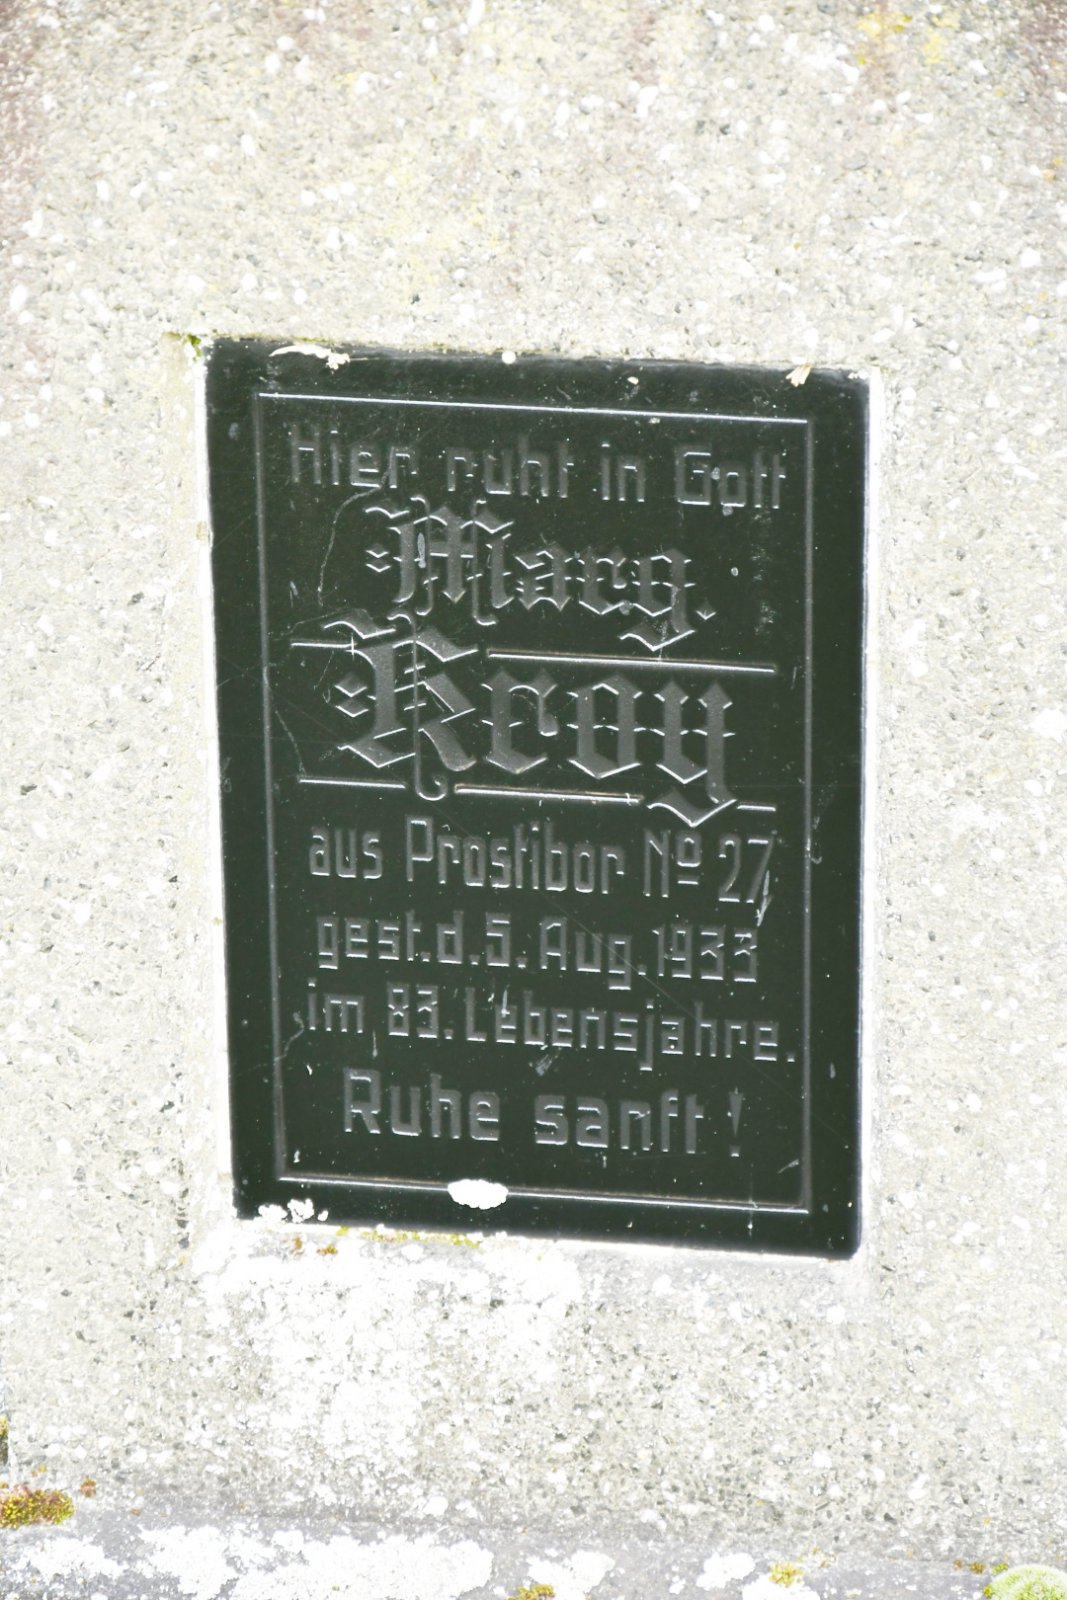 Hier ruht in Gott
Marg.
Kroy
aus Prostibor No 27
gest. d. 5. Aug. 1933
im 83. Lebensjahre.
Ruhe sanft!